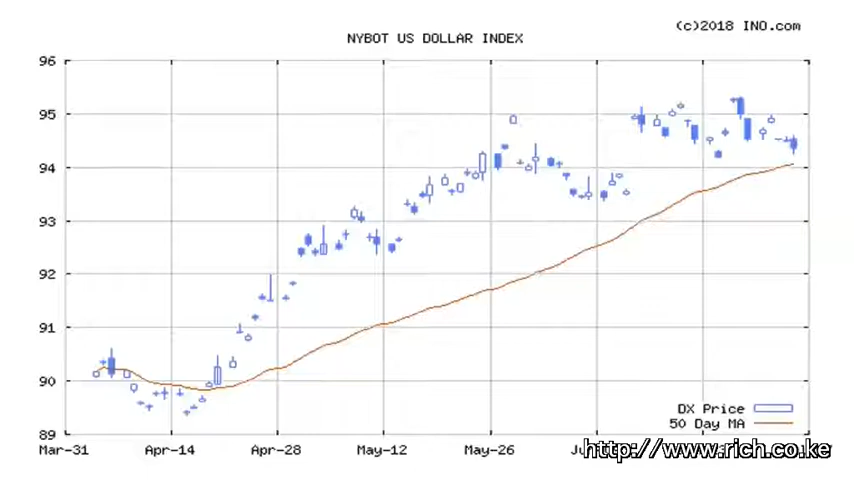 (c)2018 INO.com
NYBOT US DOLLAR INDEX
96
95
94
93
92
91
90
89
DX Price
50 Day MA
Mar-31 Apr-14 Apr-28 May-12 May-26
http://www.rich.co.ke